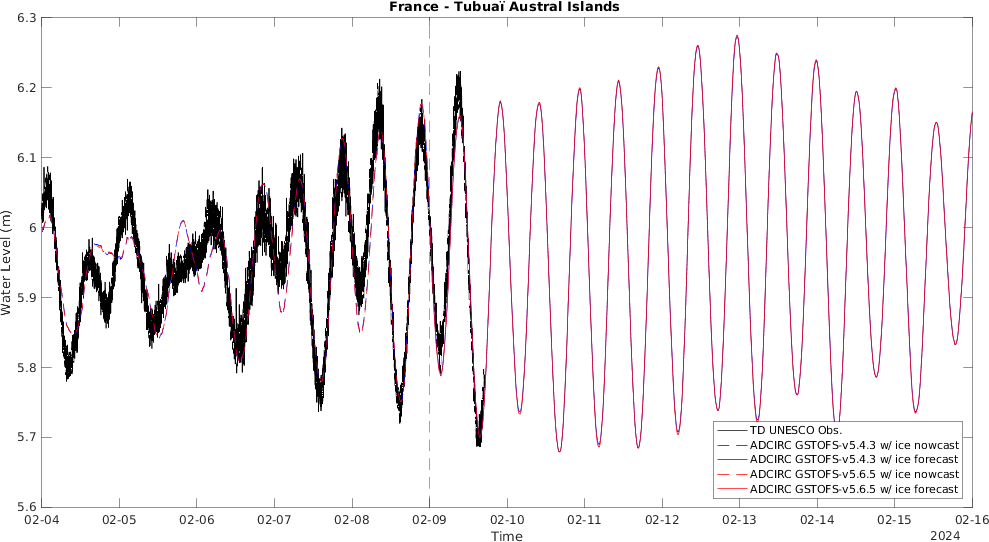 France - Tubuaï Austral Islands
6.3
6.2
6.1
6
5.9
5.8
5.7
5.6
Water Level (m)
02-04 02-05 02-06 02-07 02-08 02-09 02-10 02-11 02-12 02-13 02-14 02-15 02-16
Time
2024
TD UNESCO Obs.
ADCIRC GSTOFS-v5.4.3 w/ ice nowcast
ADCIRC GSTOFS-v5.4.3 w/ ice forecast
ADCIRC GSTOFS-v5.6.5 w/ ice nowcast
ADCIRC GSTOFS-v5.6.5 w/ ice forecast